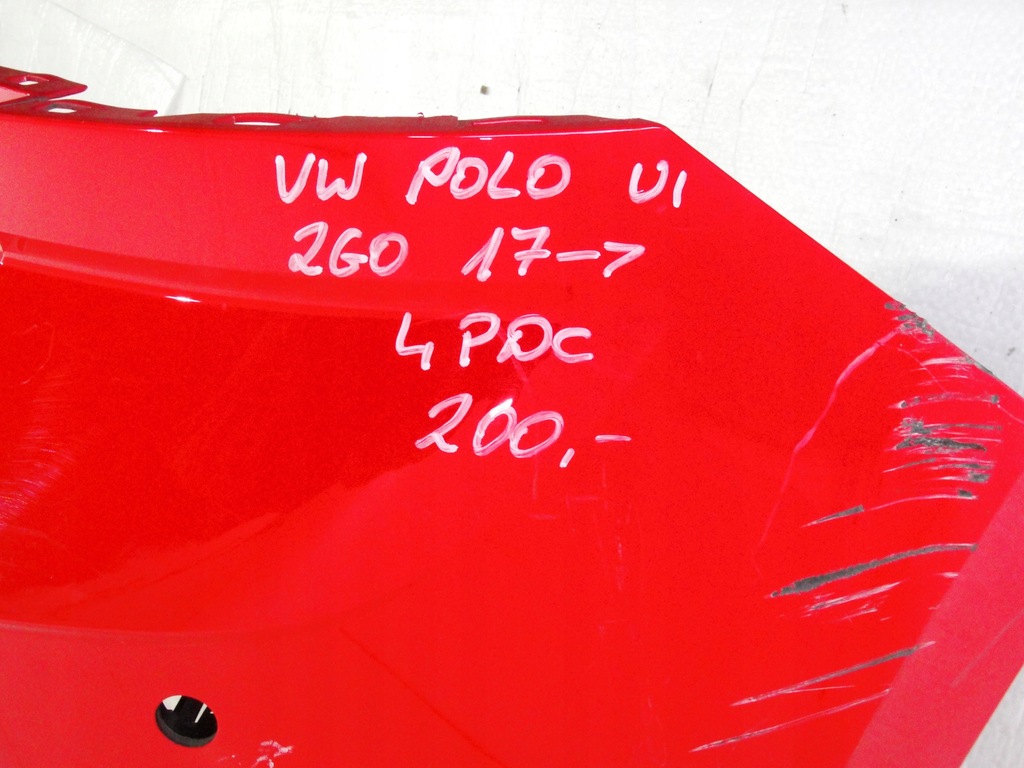 VW POLO VI
2G0 17->
4 PDC
200,-